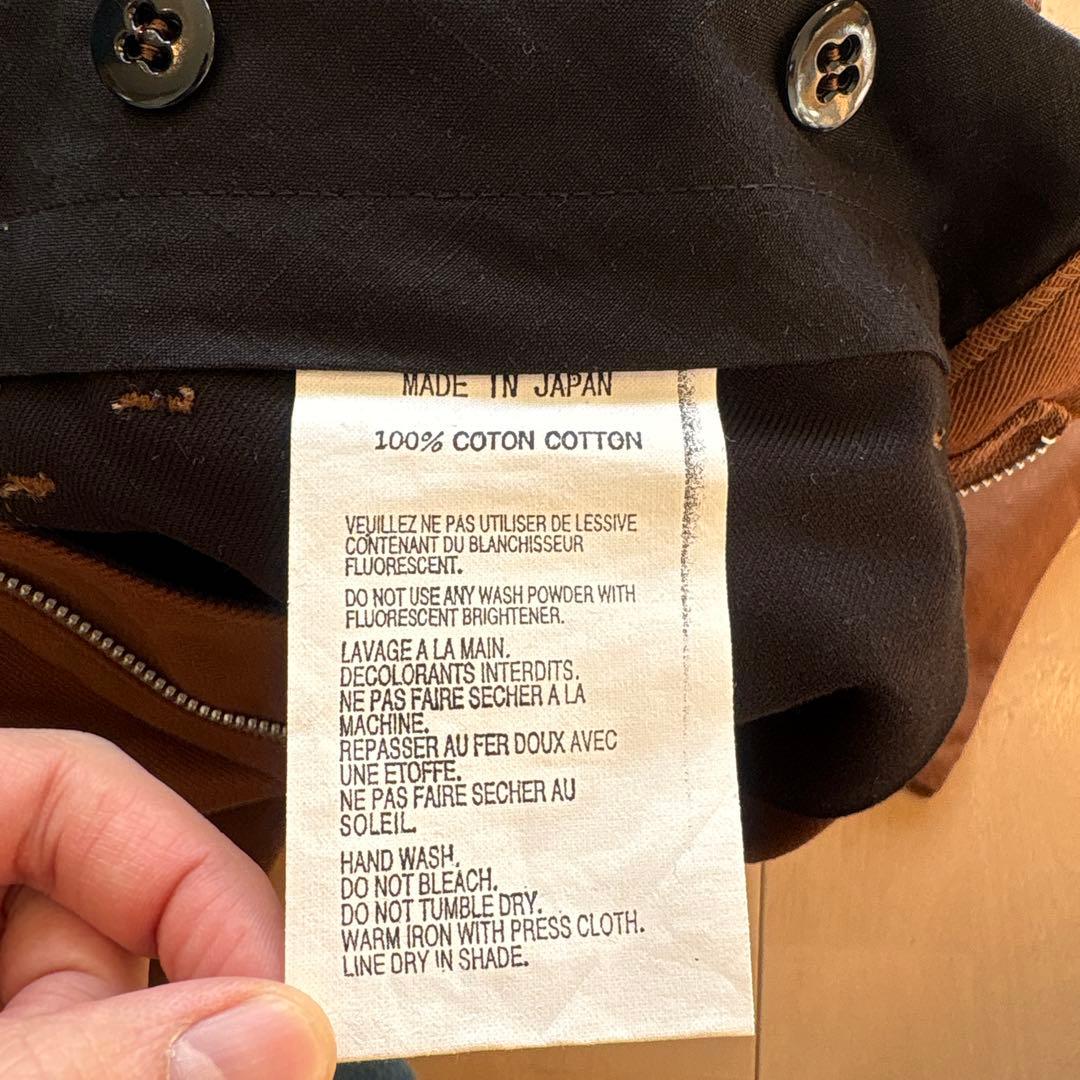 MADE IN JAPAN
100% COTON COTTON
VEUILLEZ NE PAS UTILISER DE LESSIVE
CONTENANT DU BLANCHISSEUR
FLUORESCENT.
DO NOT USE ANY WASH POWDER WITH
FLUORESCENT BRIGHTENER.
LAVAGE A LA MAIN.
DECOLORANTS INTERDITS.
NE PAS FAIRE SECHER A LA
MACHINE.
REPASSER AU FER DOUX AVEC
UNE ETOFFE.
NE PAS FAIRE SECHER AU
SOLEIL.
HAND WASH.
DO NOT BLEACH.
DO NOT TUMBLE DRY.
WARM IRON WITH PRESS CLOTH.
LINE DRY IN SHADE.